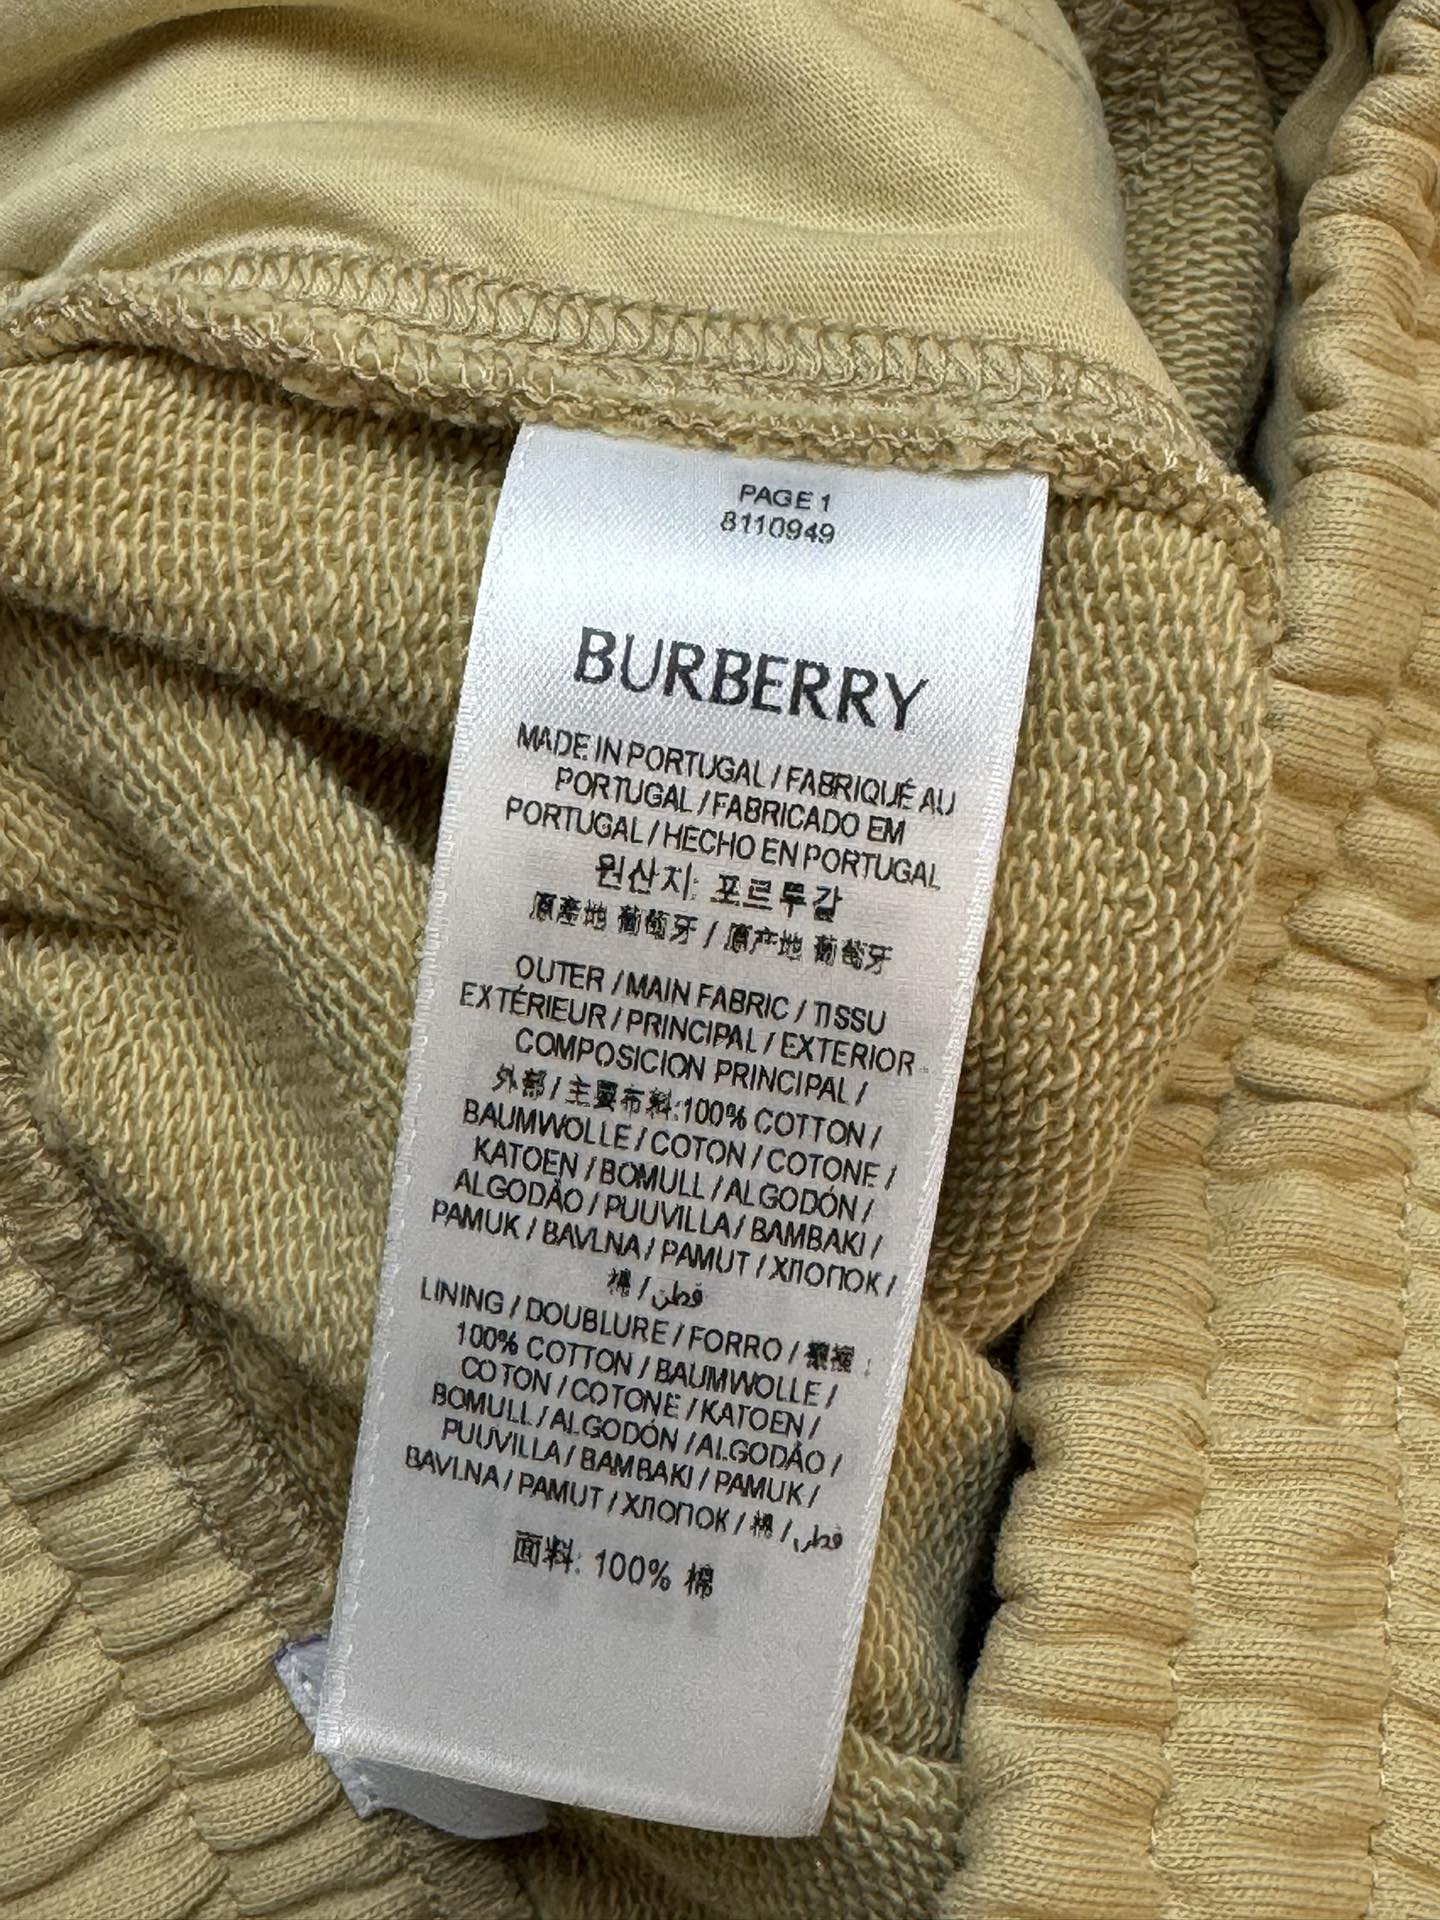 PAGE 1
8110949
BURBERRY
MADE IN PORTUGAL / FABRIQUÉ AU
PORTUGAL / FABRICADO EM
PORTUGAL / HECHO EN PORTUGAL
원산지: 포르투갈
原產地 葡萄牙 / 原产地 葡萄牙
OUTER / MAIN FABRIC / TISSU
EXTÉRIEUR / PRINCIPAL / EXTERIOR
COMPOSICION PRINCIPAL /
外部 / 主要布料:100% COTTON /
BAUMWOLLE / COTON / COTONE /
KATOEN / BOMULL / ALGODÓN /
ALGODÃO / PUUVILLA / BAMBAKI /
PAMUK / BAVLNA / PAMUT / ХЛОПОК /
棉 / قطن
LINING / DOUBLURE / FORRO /
100% COTTON / BAUMWOLLE /
COTON / COTONE / KATOEN /
BOMULL / ALGODÓN / ALGODÃO /
PUUVILLA / BAMBAKI / PAMUK /
BAVLNA / PAMUT / ХЛОПОК / 棉 / قطن
面料: 100% 棉